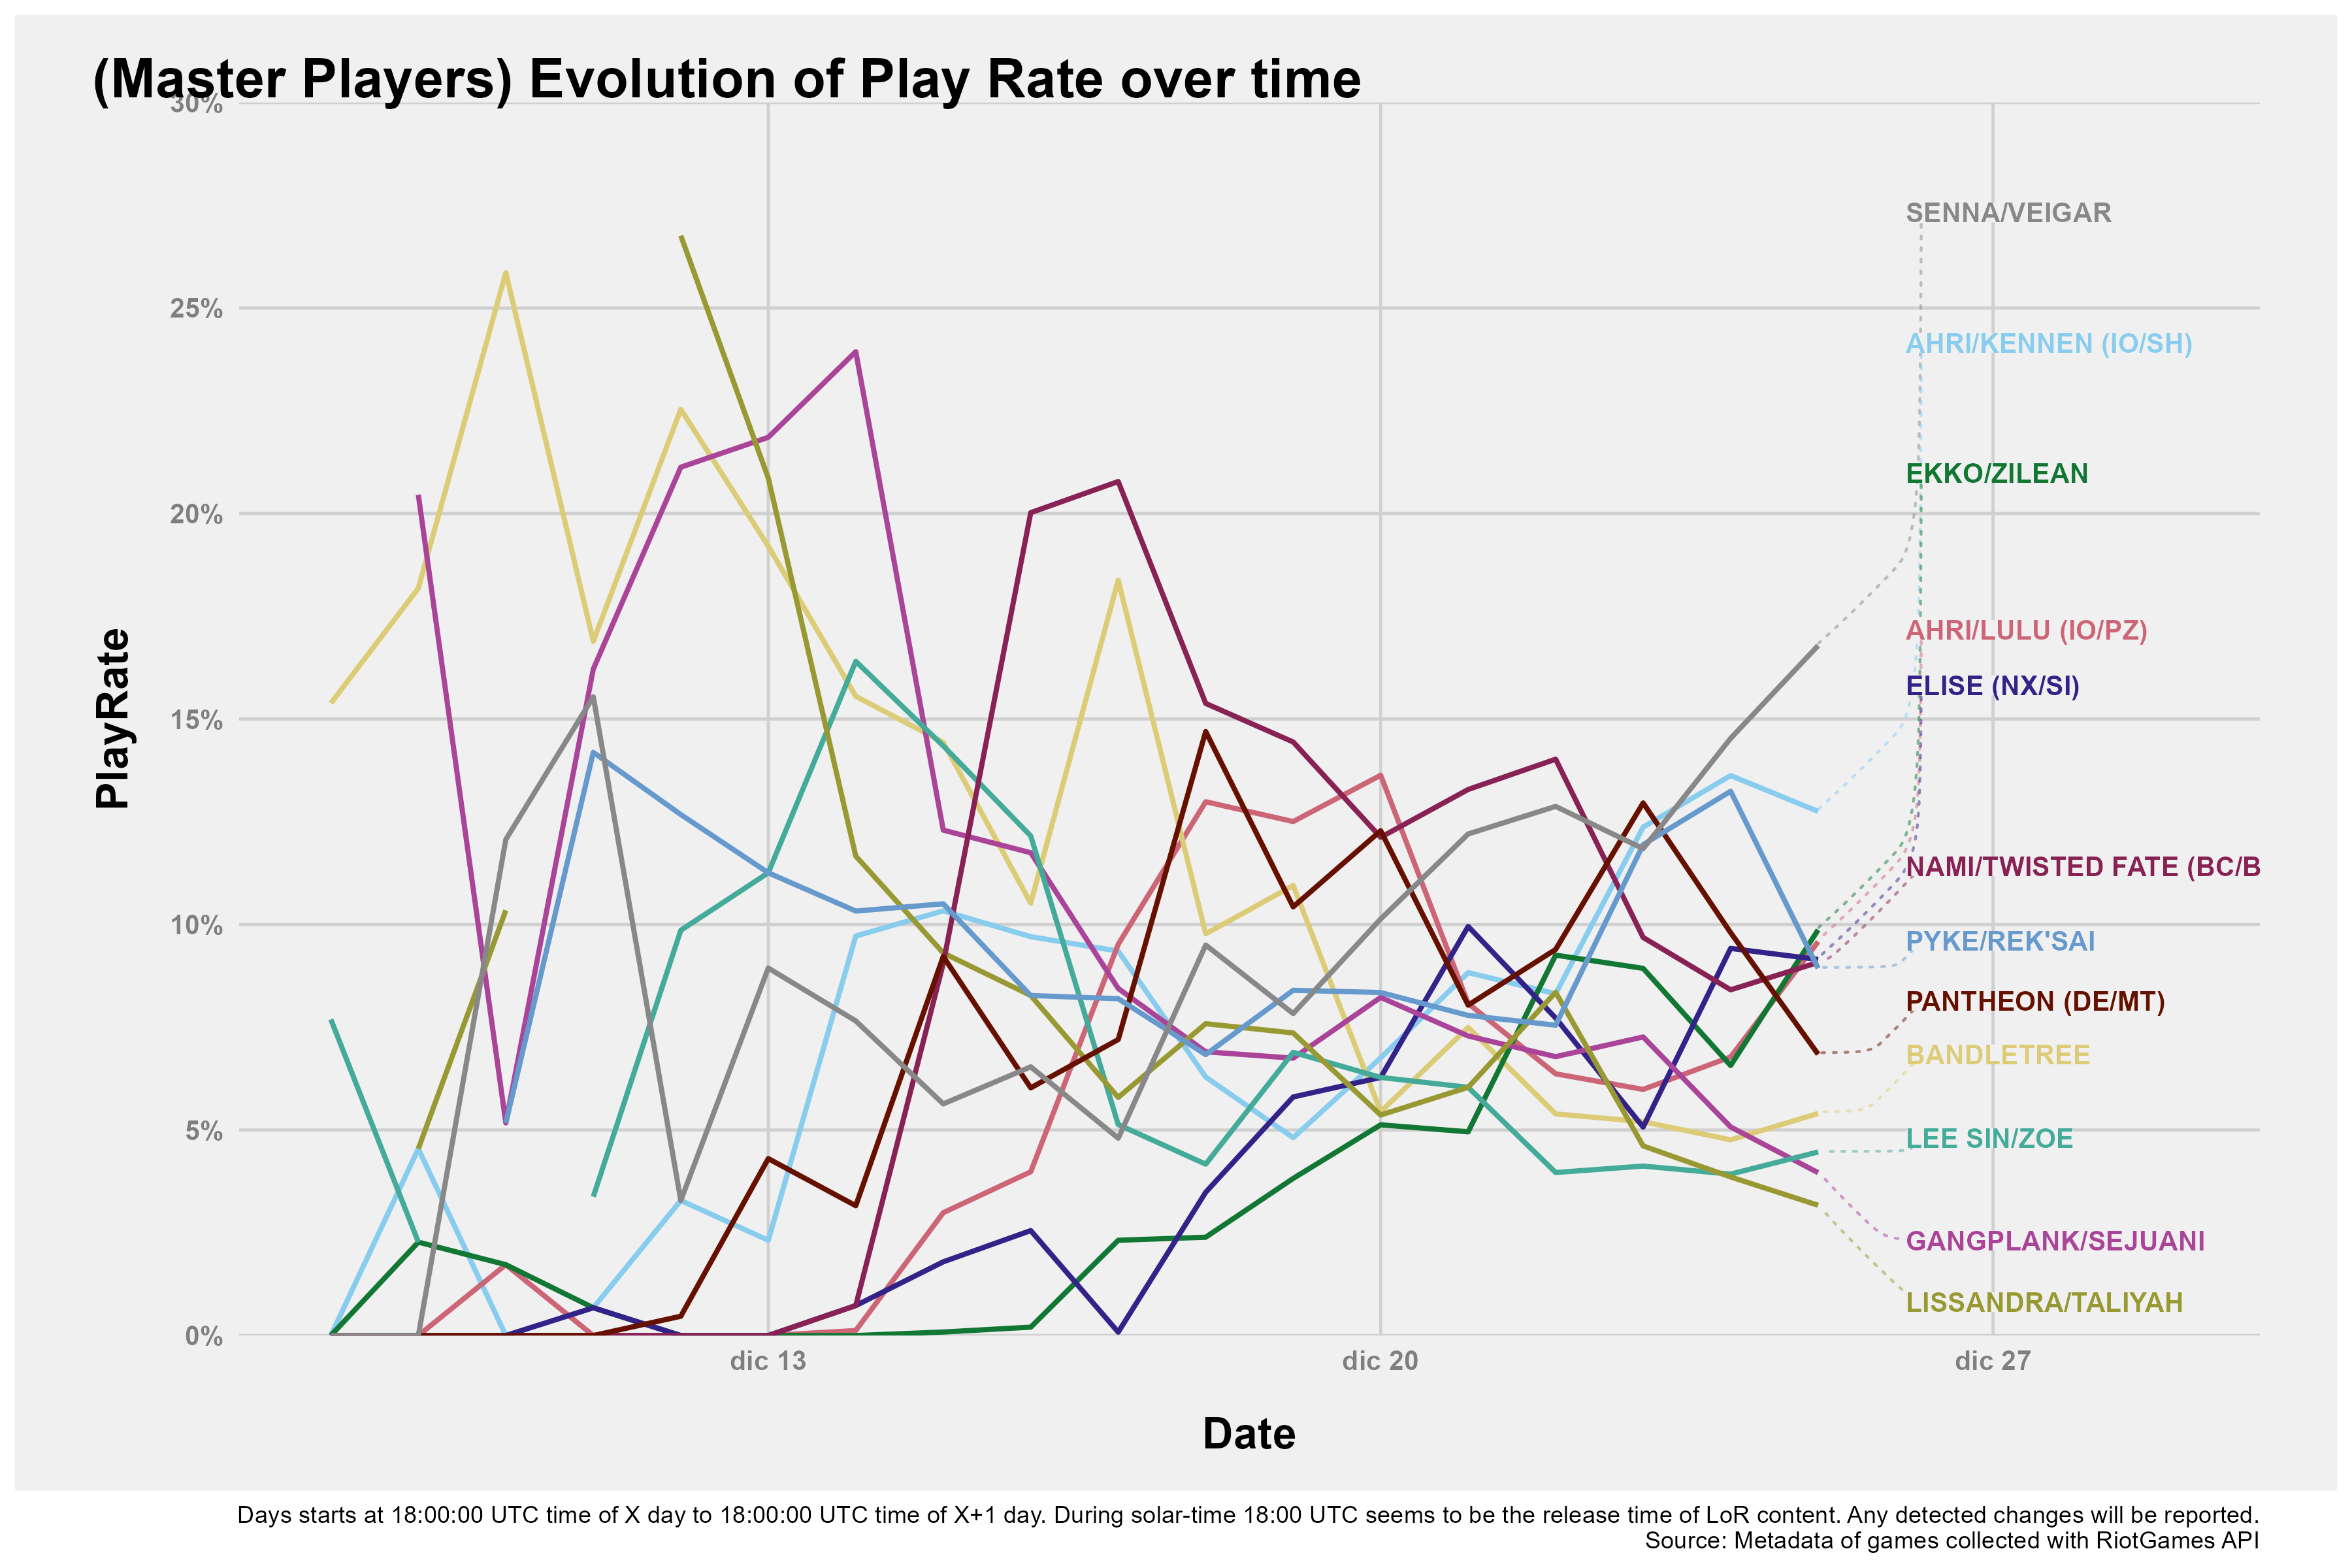 (Master Players) Evolution of Play Rate over time
30%
SENNA/VEIGAR
25%
AHRI/KENNEN (IO/SH)
EKKO/ZILEAN
20%
AHRI/LULU (IO/PZ)
ELISE (NX/SI)
15%
PlayRate
NAMI/TWISTED FATE (BC/B
10%
PYKE/REK'SAI
PANTHEON (DE/MT)
BANDLETREE
5%
LEE SIN/ZOE
GANGPLANK/SEJUANI
LISSANDRA/TALIYAH
0%
dic 13
dic 20
dic 27
Date
Days starts at 18:00:00 UTC time of X day to 18:00:00 UTC time of X+1 day. During solar-time 18:00 UTC seems to be the release time of LoR content. Any detected changes will be reported.
Source: Metadata of games collected with RiotGames API